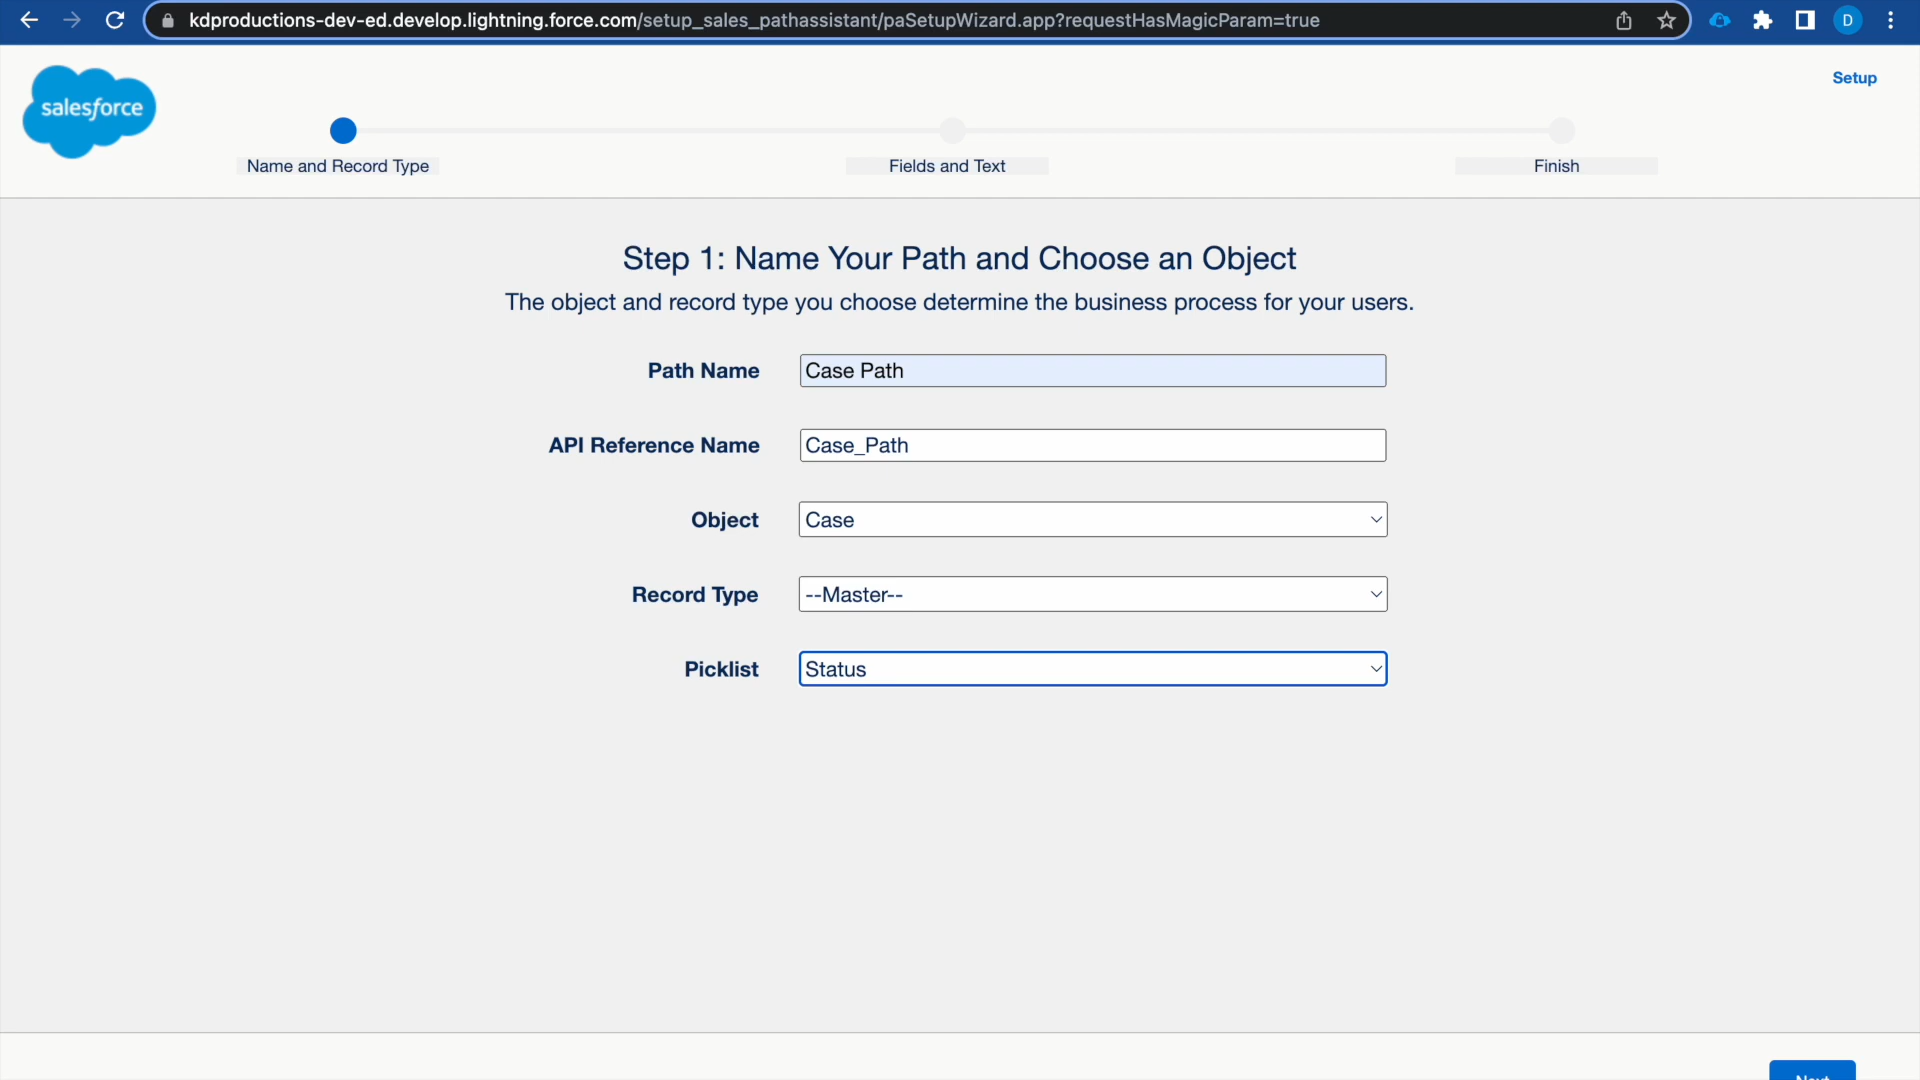 kdproductions-dev-ed.develop.lightning.force.com/setup_sales_pathassistant/paSetupWizard.app?requestHasMagicParam=true
D
salesforce
Setup
Name and Record Type
Fields and Text
Finish
Step 1: Name Your Path and Choose an Object
The object and record type you choose determine the business process for your users.
Path Name
Case Path
API Reference Name
Case_Path
Object
Case
Record Type
--Master--
Picklist
Status
Next